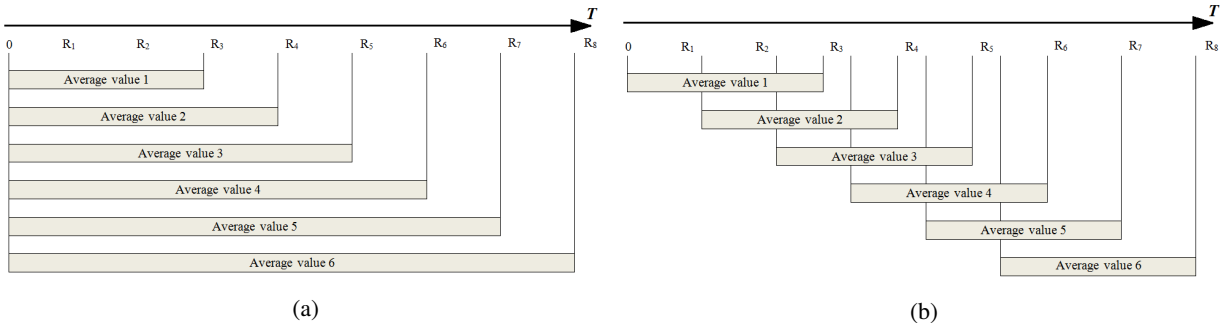 T
0 R₁ R₂ R₃ R₄ R₅ R₆ R₇ R₈
Average value 1
Average value 2
Average value 3
Average value 4
Average value 5
Average value 6
(a)
T
0 R₁ R₂ R₃ R₄ R₅ R₆ R₇ R₈
Average value 1
Average value 2
Average value 3
Average value 4
Average value 5
Average value 6
(b)